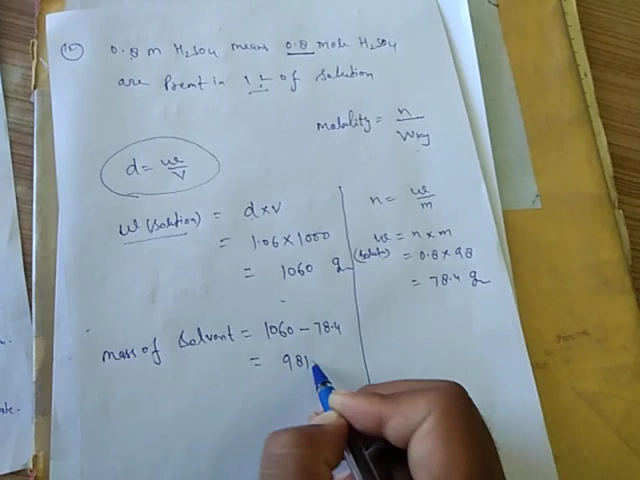 0.8 m H2SO4 means 0.8 mole H2SO4
are Present in 1 L of solution
molality = n / Wkg
d = w/v
w (solution) = d×v
= 1.06 × 1000
= 1060 g
n = w/m
w = n × m
(solute) = 0.8 × 98
= 78.4 g
Mass of solvent = 1060 - 78.4
= 981
ate.